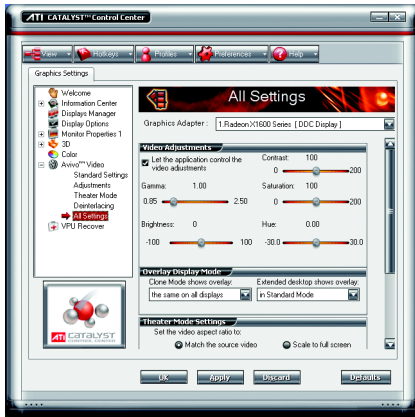 ATI CATALYST™ Control Center
View
Hotkeys
Profiles
Preferences
Help
Graphics Settings
Welcome
Information Center
Displays Manager
Display Options
Monitor Properties 1
3D
Color
Avivo™ Video
Standard Settings
Adjustments
Theater Mode
Deinterlacing
All Settings
VPU Recover
ATI CATALYST
CONTROL CENTER
All Settings
Graphics Adapter :
1.Radeon X1600 Series [ DDC Display ]
Video Adjustments
Let the application control the
video adjustments
Contrast: 100
0 200
Gamma: 1.00
0.85 2.50
Saturation: 100
0 200
Brightness: 0
-100 100
Hue: 0.00
-30.0 30.0
Overlay Display Mode
Clone Mode shows overlay:
the same on all displays
Extended desktop shows overlay:
in Standard Mode
Theater Mode Settings
Set the video aspect ratio to:
Match the source video
Scale to full screen
OK
Apply
Discard
Defaults